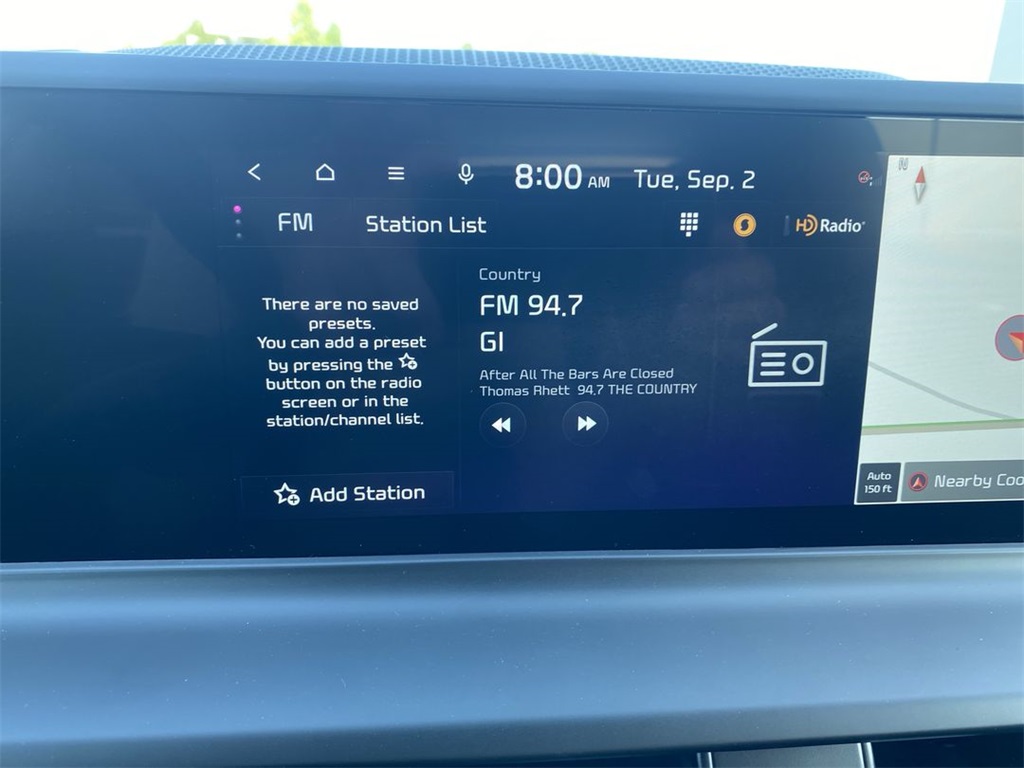 8:00 AM Tue, Sep. 2
N
FM Station List
HD Radio
There are no saved
presets.
You can add a preset
by pressing the
button on the radio
screen or in the
station/channel list.
Add Station
Country
FM 94.7
GI
After All The Bars Are Closed
Thomas Rhett 94.7 THE COUNTRY
Auto
150 ft
Nearby Coo